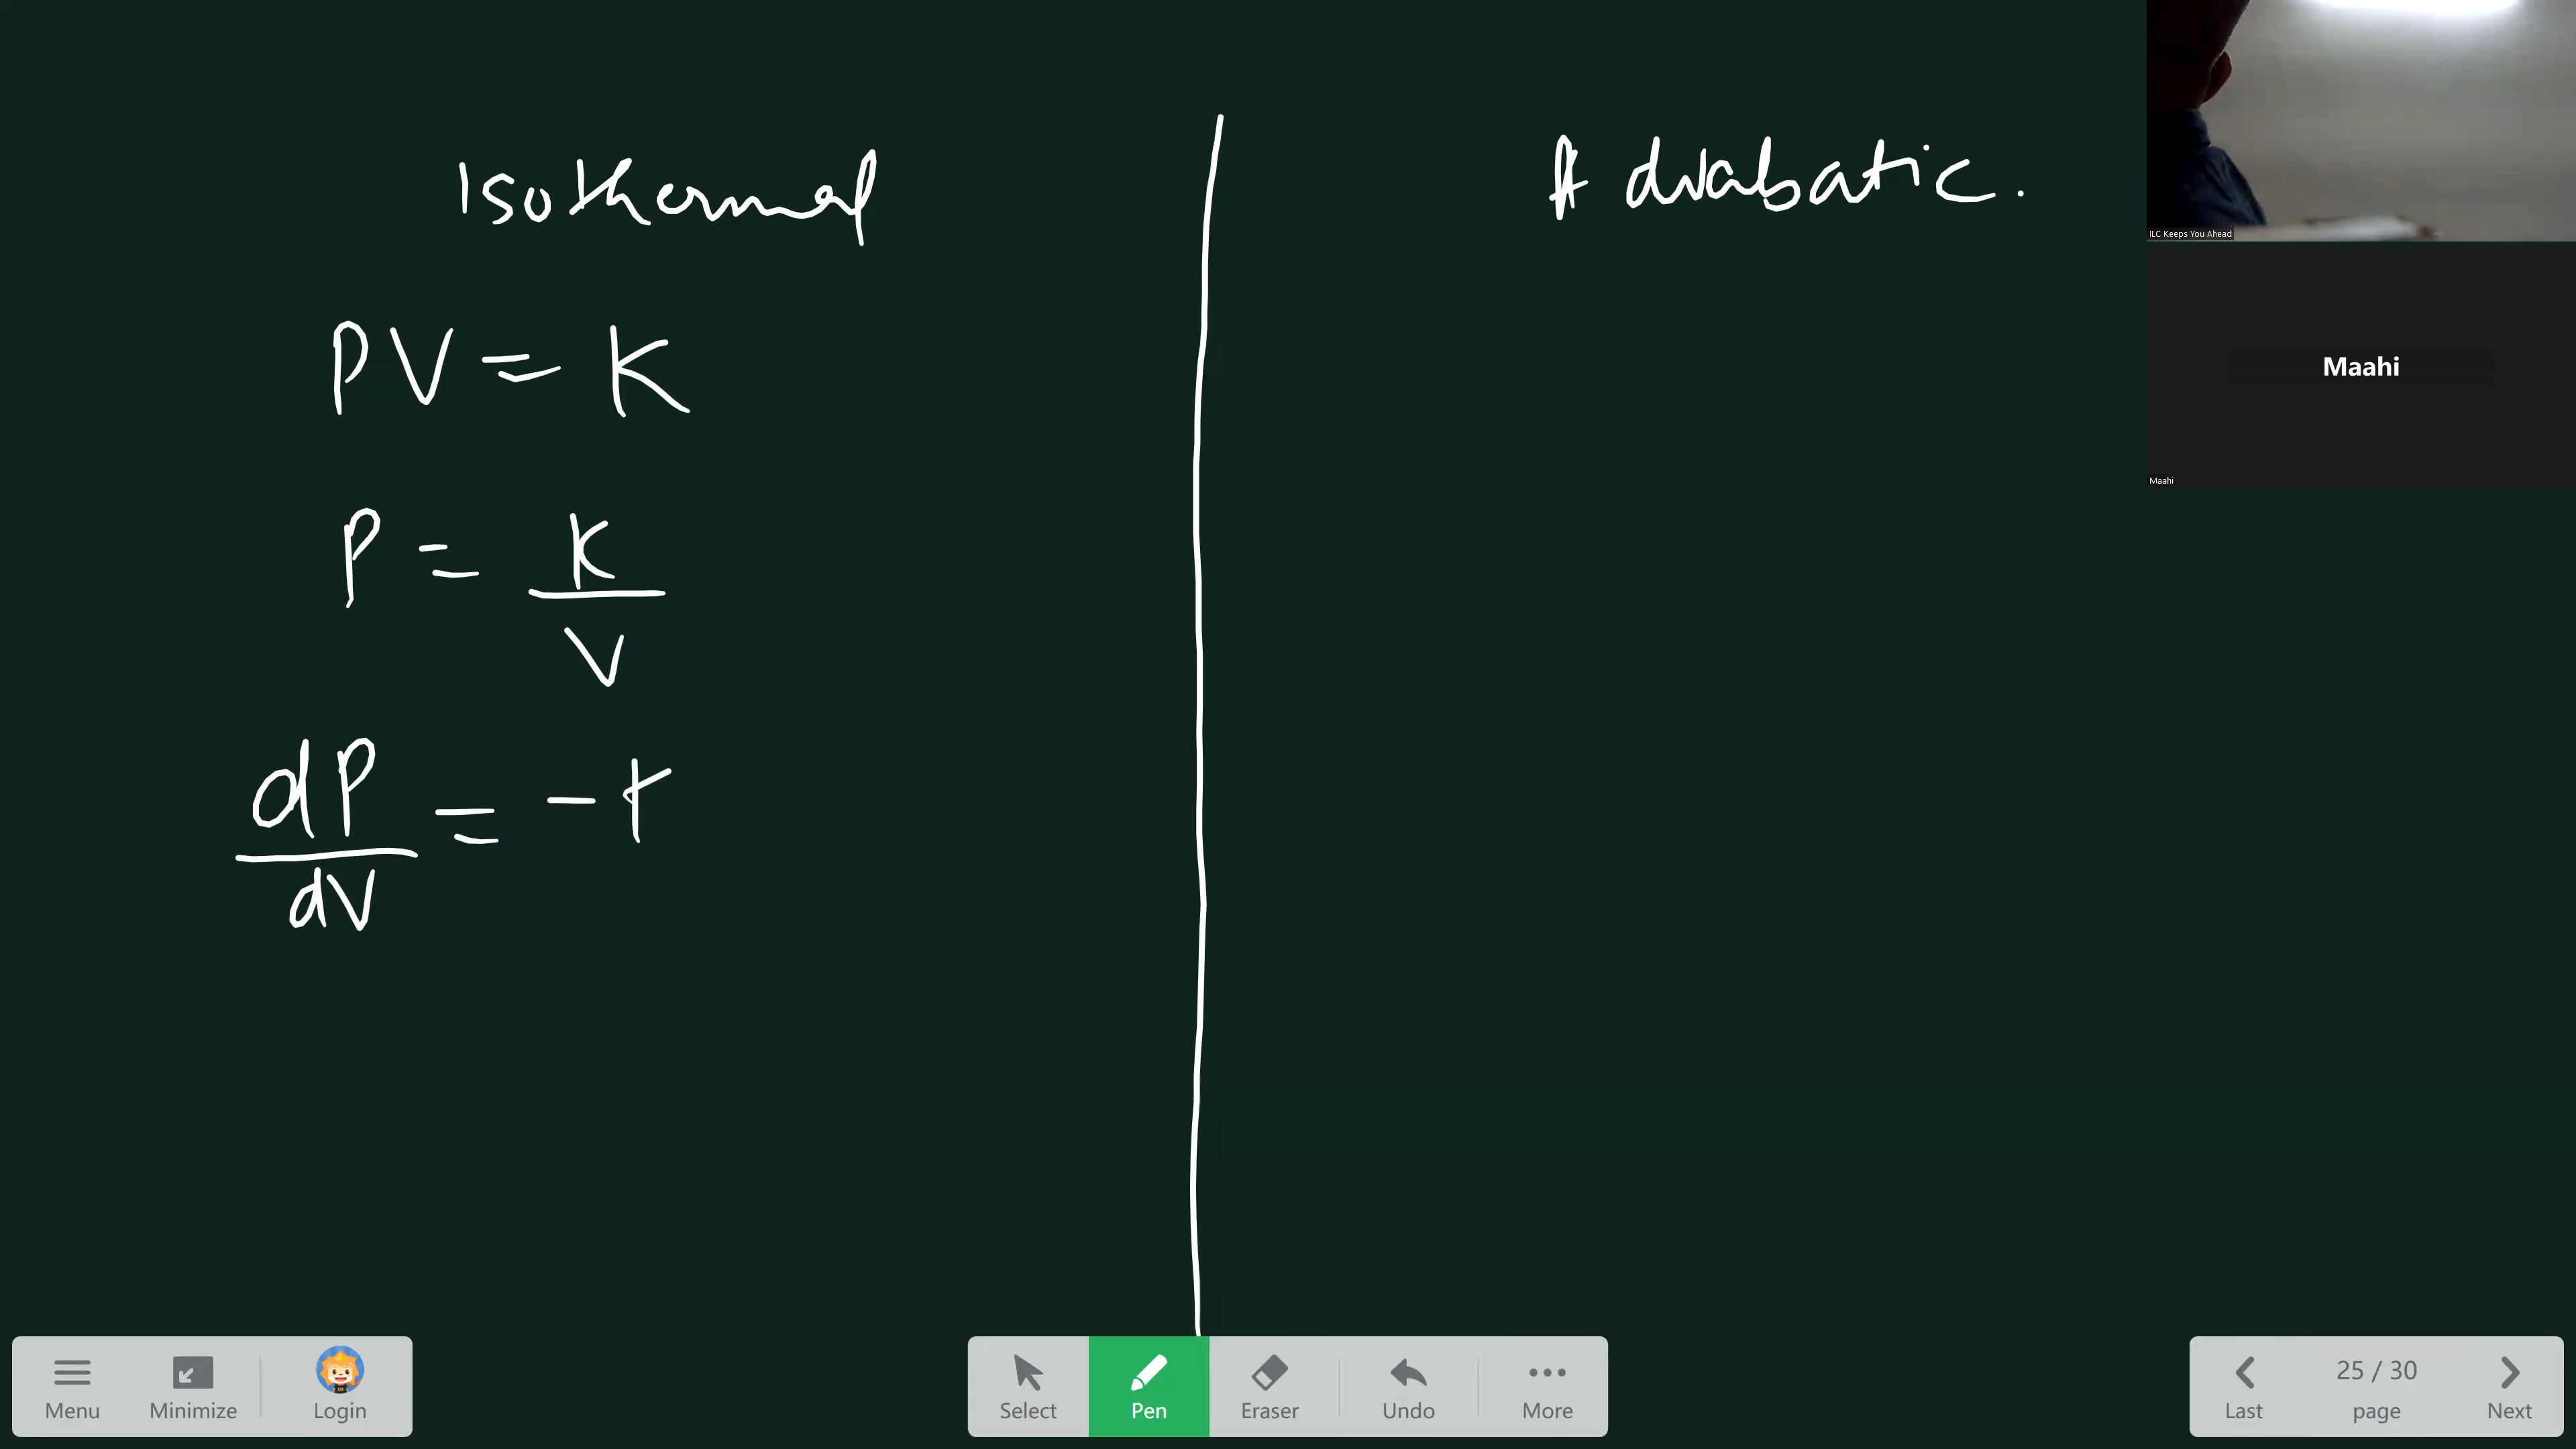 Isothermal
PV = K
P = K
V
dP = -
dV
Adiabatic.
ILC Keeps You Ahead
Maahi
Maahi
Menu
Minimize
Login
Select
Pen
Eraser
Undo
More
Last
25 / 30
page
Next